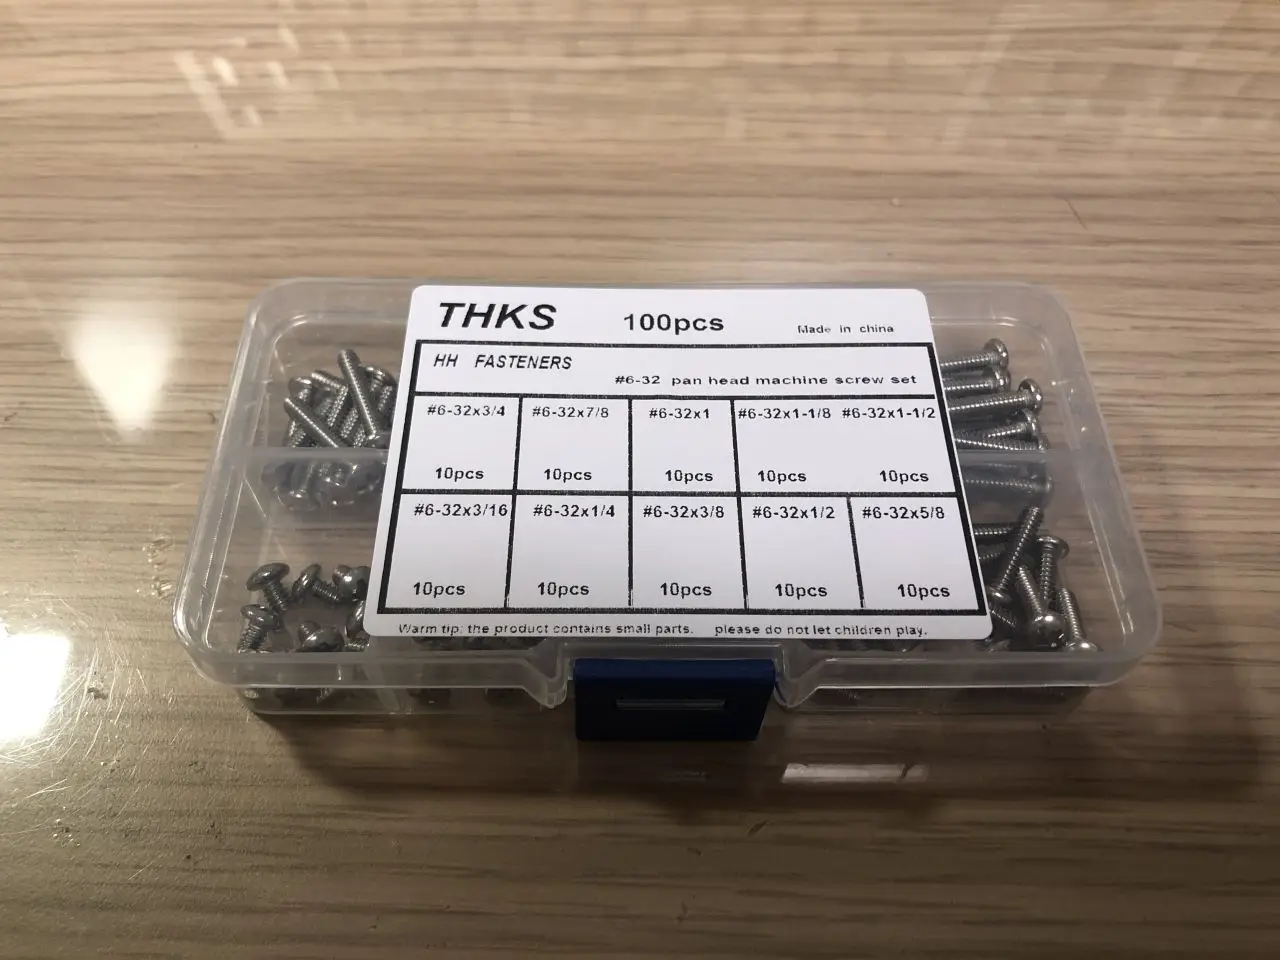 THKS 100pcs Made in china
HH FASTENERS
#6-32 pan head machine screw set
#6-32x3/4 #6-32x7/8 #6-32x1 #6-32x1-1/8 #6-32x1-1/2
10pcs 10pcs 10pcs 10pcs 10pcs
#6-32x3/16 #6-32x1/4 #6-32x3/8 #6-32x1/2 #6-32x5/8
10pcs 10pcs 10pcs 10pcs 10pcs
Warm tip: the product contains small parts. please do not let children play.